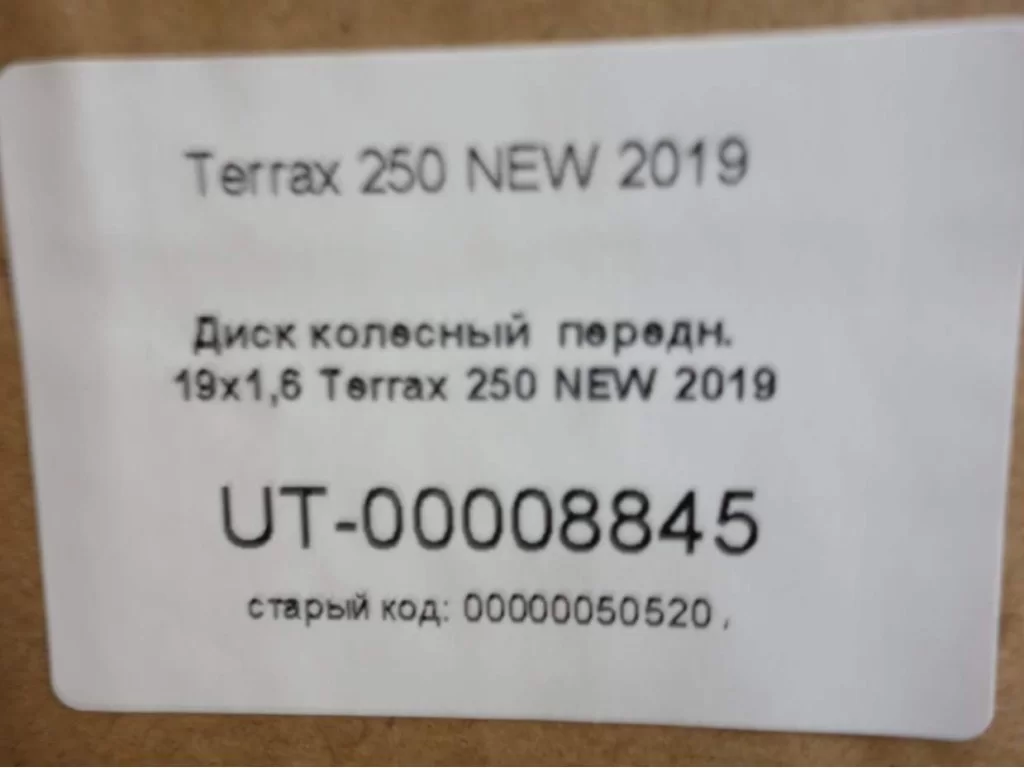 Terrax 250 NEW 2019
Диск колесный передн.
19x1,6 Terrax 250 NEW 2019
UT-00008845
старый код: 00000050520 ,